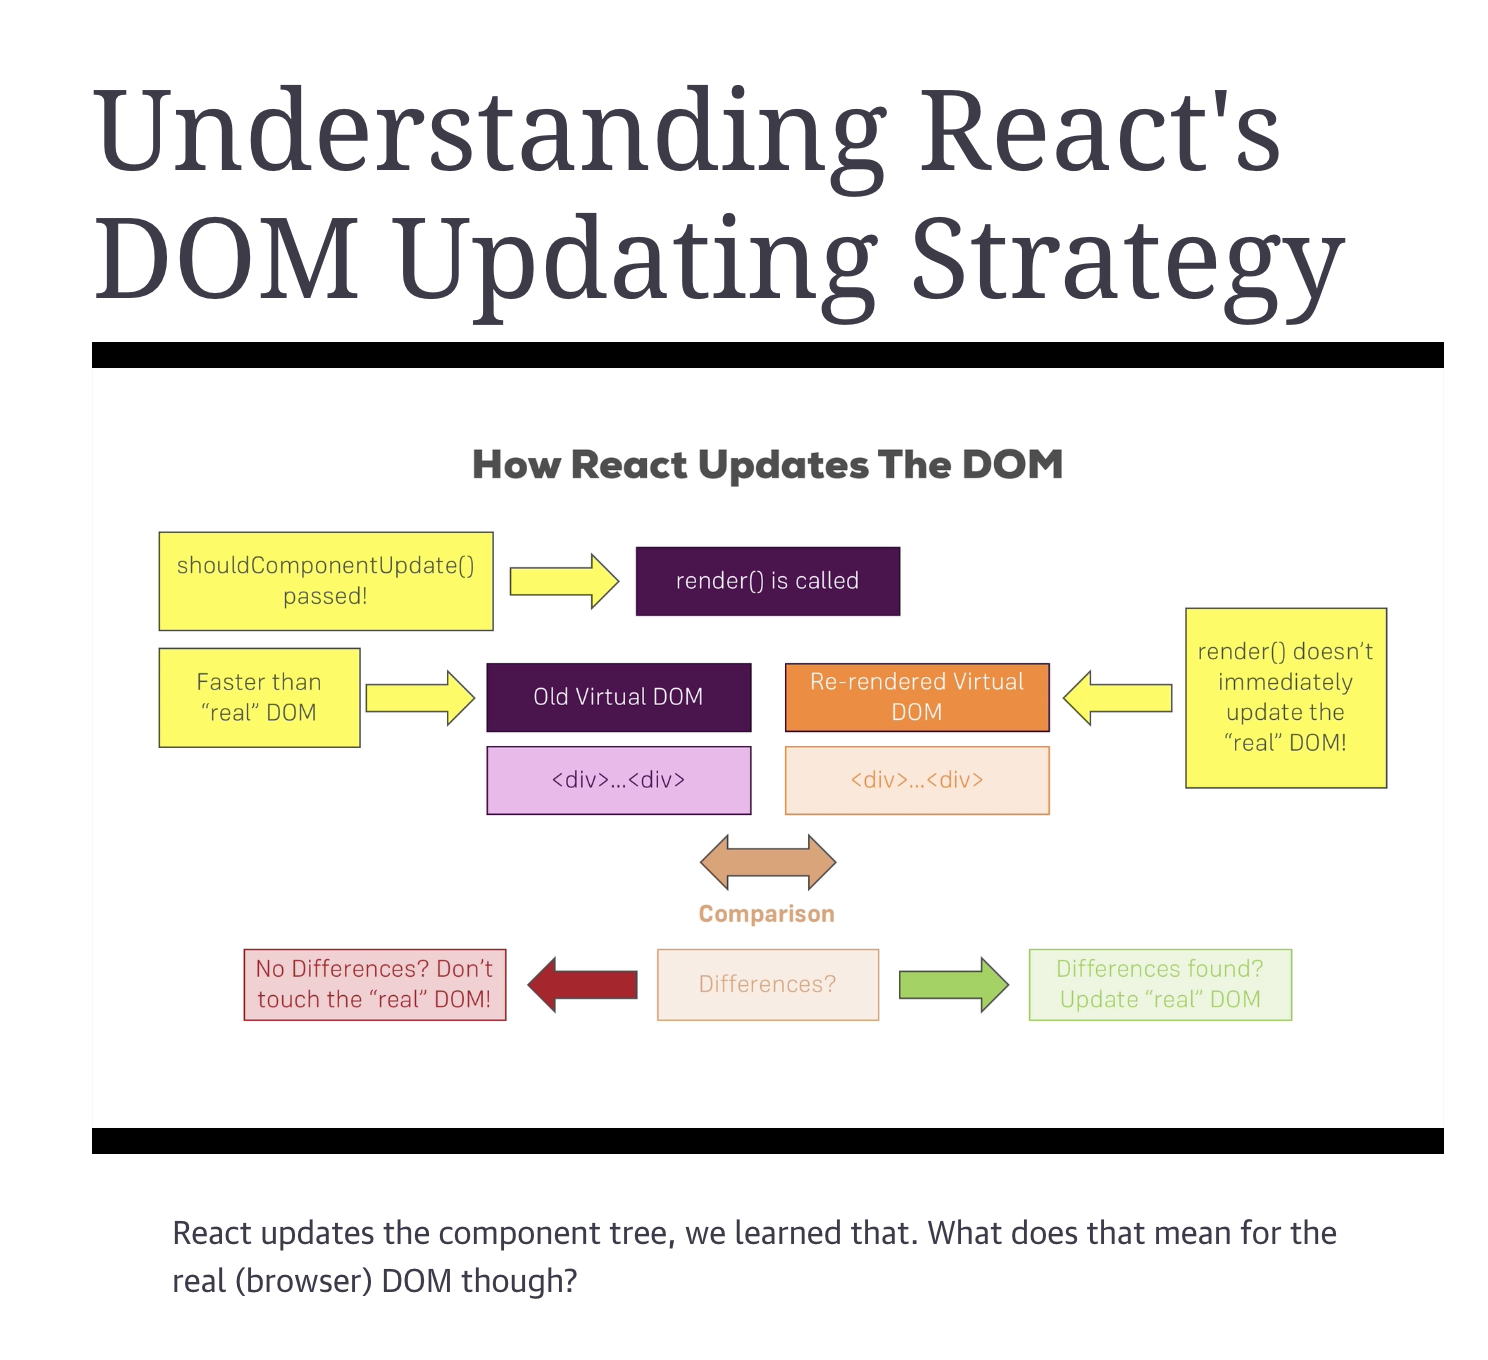 Understanding React's
DOM Updating Strategy
How React Updates The DOM
shouldComponentUpdate()
passed!
render() is called
Faster than
“real” DOM
Old Virtual DOM
Re-rendered Virtual
DOM
render() doesn’t
immediately
update the
“real” DOM!
<div>...<div>
<div>...<div>
Comparison
No Differences? Don’t
touch the “real” DOM!
Differences?
Differences found?
Update “real” DOM
React updates the component tree, we learned that. What does that mean for the
real (browser) DOM though?